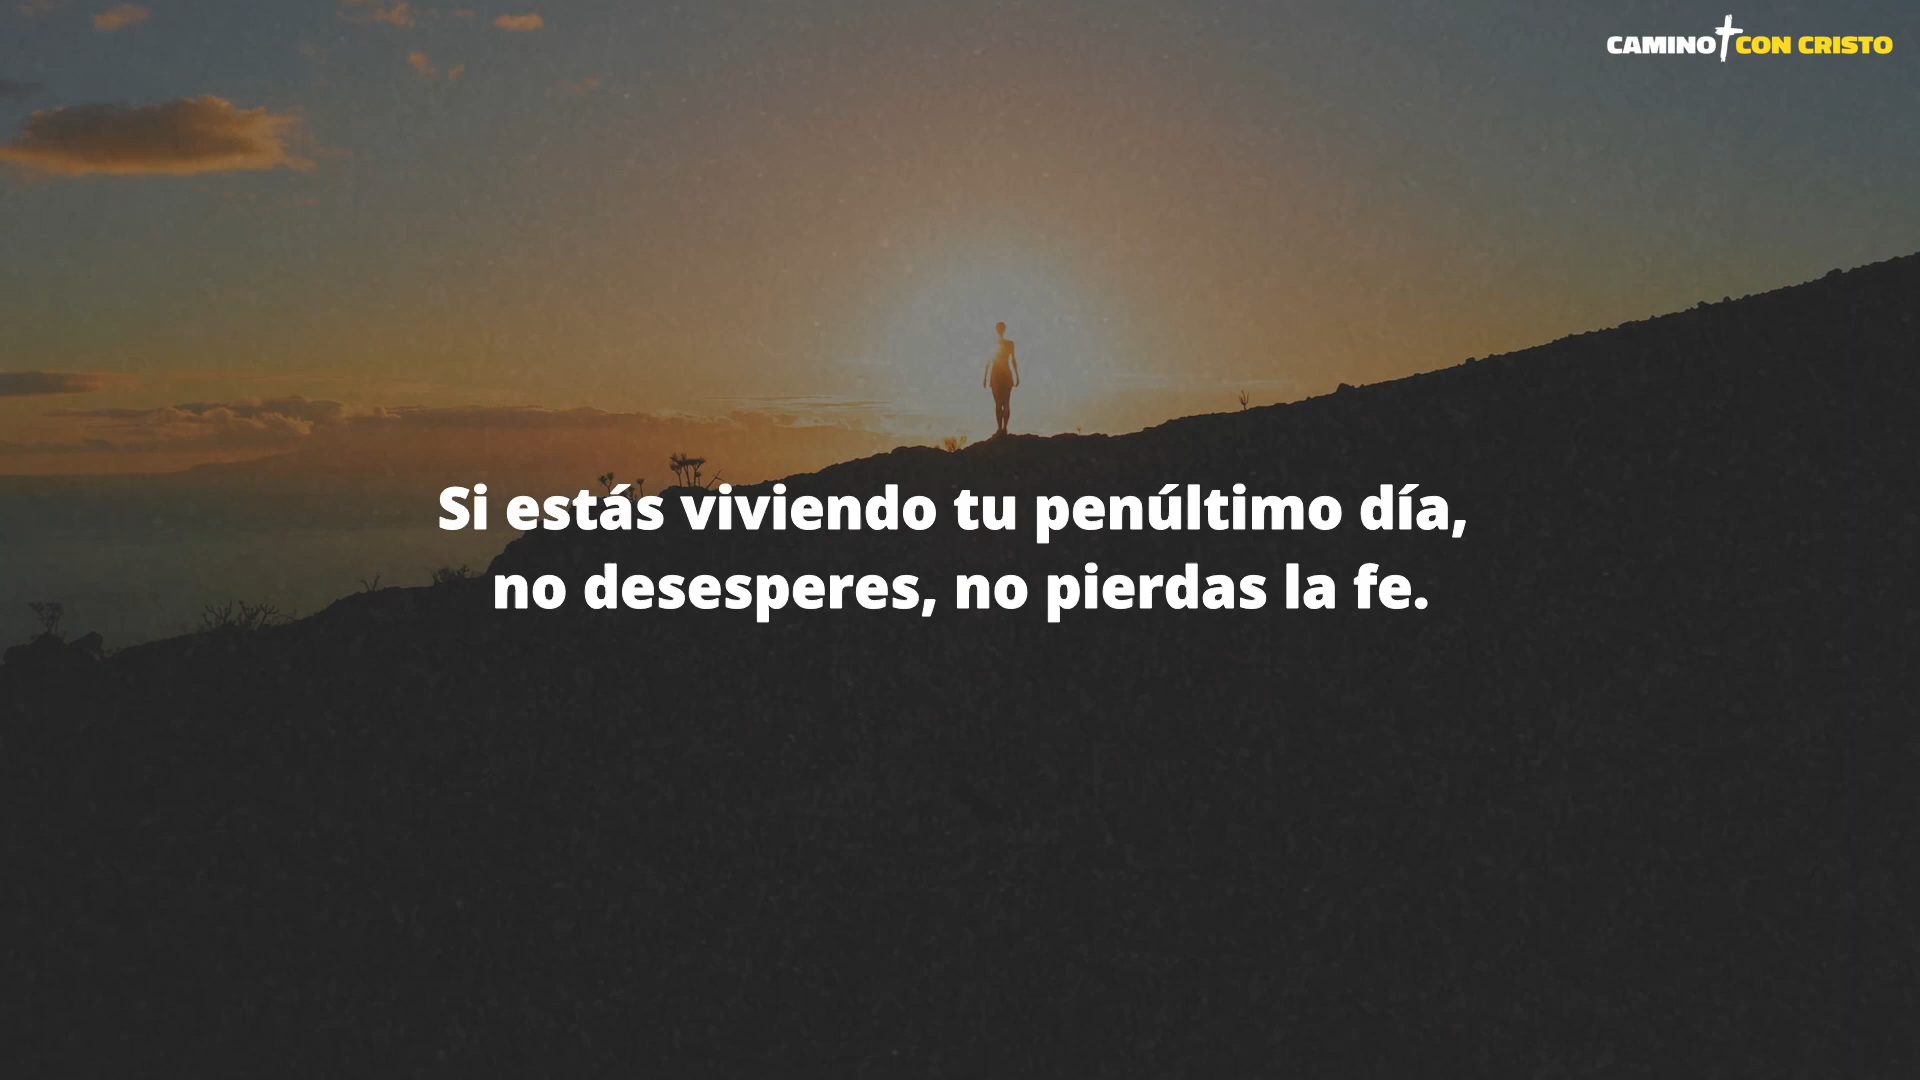 CAMINO CON CRISTO
Si estás viviendo tu penúltimo día,
no desesperes, no pierdas la fe.